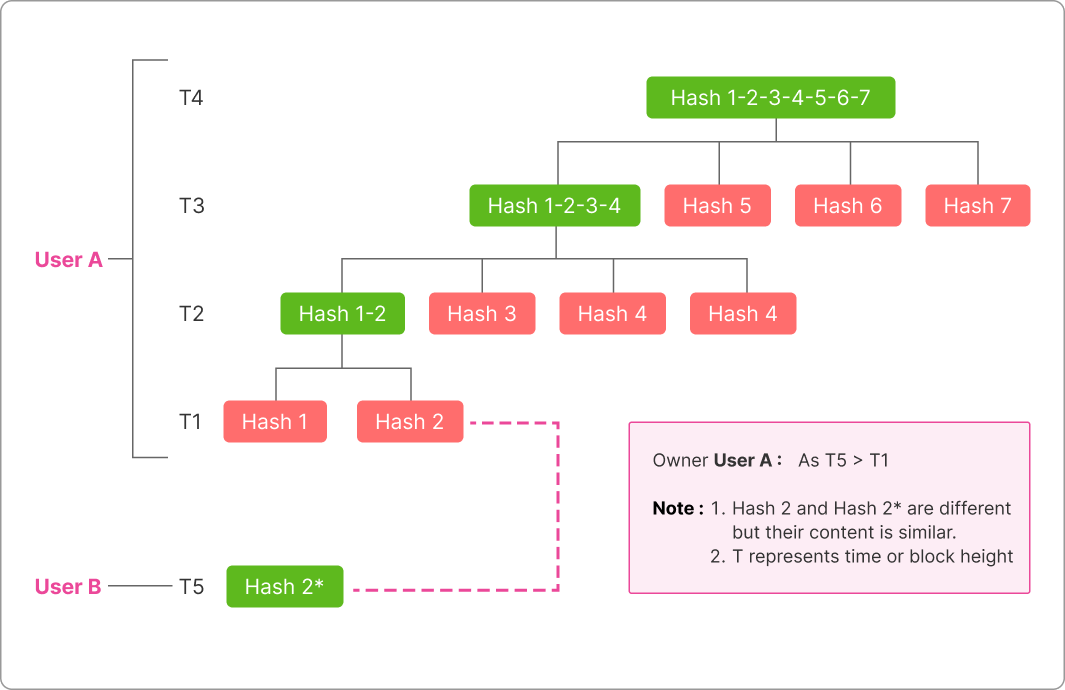 T4
Hash 1-2-3-4-5-6-7
T3
Hash 1-2-3-4
Hash 5
Hash 6
Hash 7
User A
T2
Hash 1-2
Hash 3
Hash 4
Hash 4
T1
Hash 1
Hash 2
Owner User A : As T5 > T1
Note : 1. Hash 2 and Hash 2* are different
but their content is similar.
2. T represents time or block height
User B
T5
Hash 2*